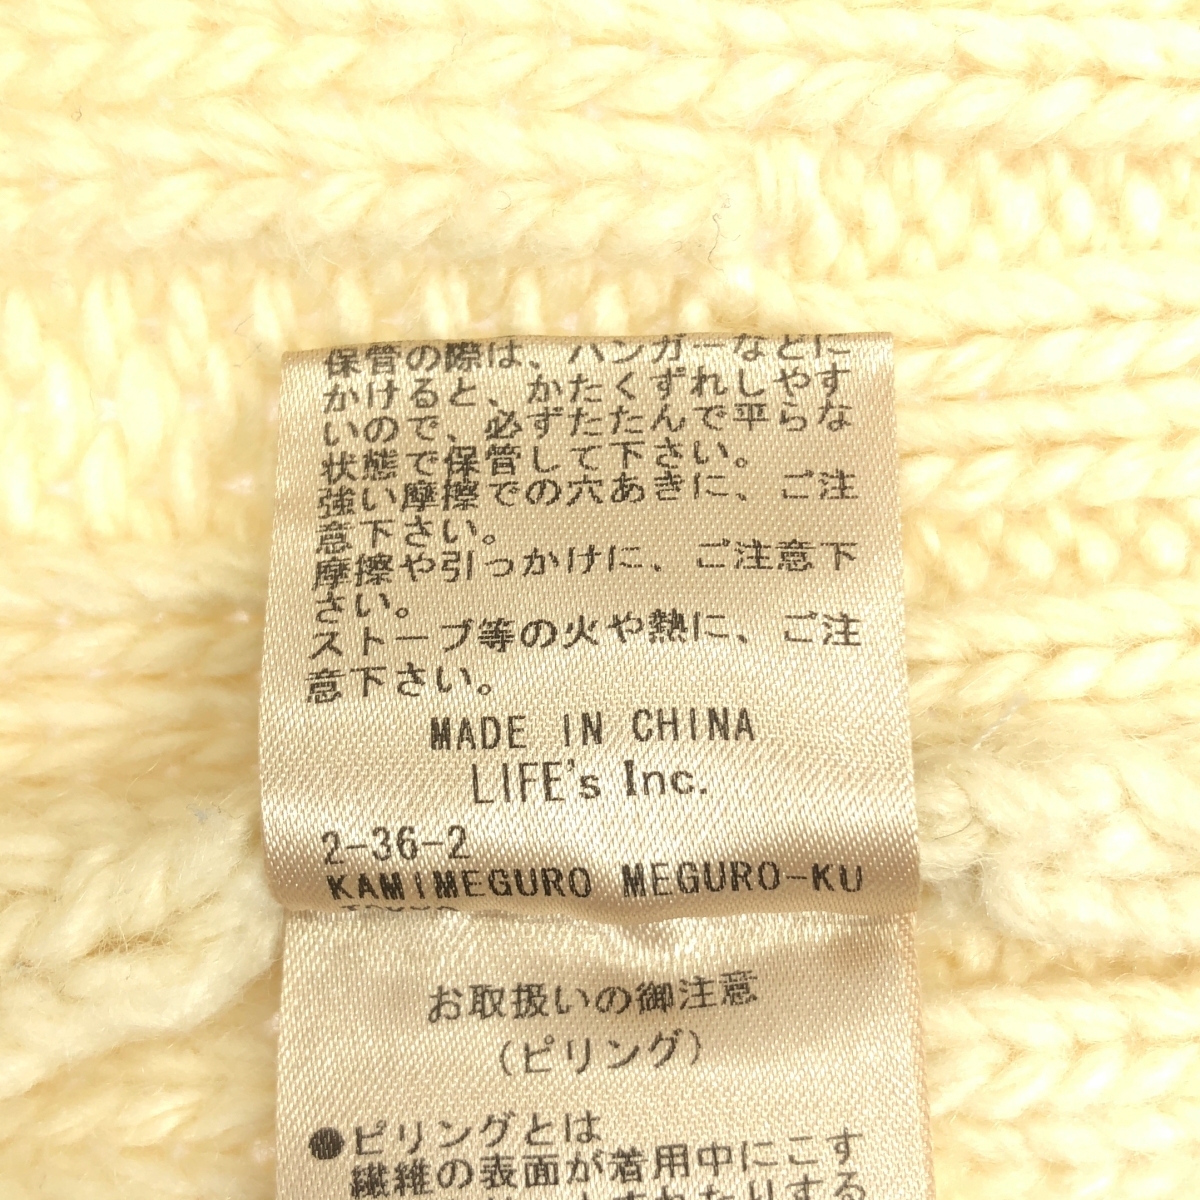 保管の際は、ハンガーなどに
かけると、かたくずれしやす
いので、必ずたたんで平らな
状態で保管して下さい。
強い摩擦での穴あきに、ご注
意下さい。
摩擦や引っかけに、ご注意下
さい。
ストーブ等の火や熱に、ご注
意下さい。
MADE IN CHINA
LIFE's Inc.
2-36-2
KAMIMEGURO MEGURO-KU
お取扱いの御注意
(ピリング)
●ピリングとは
繊維の表面が着用中にこす